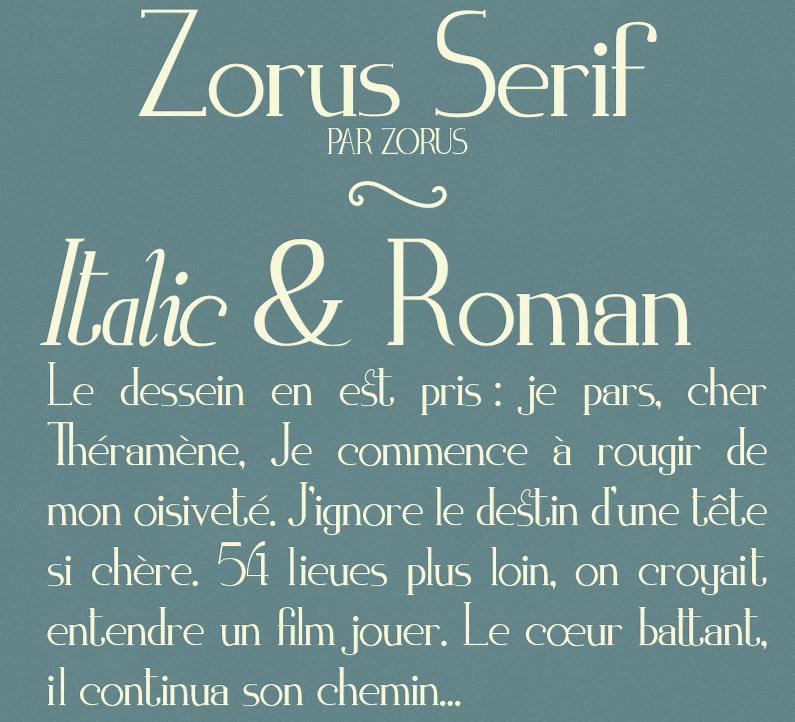 Zorus Serif
PAR ZORUS
Italic & Roman
Le dessein en est pris : je pars, cher
Théramène, Je commence à rougir de
mon oisiveté. J'ignore le destin d'une tête
si chère. 54 lieues plus loin, on croyait
entendre un film jouer. Le cœur battant,
il continua son chemin...